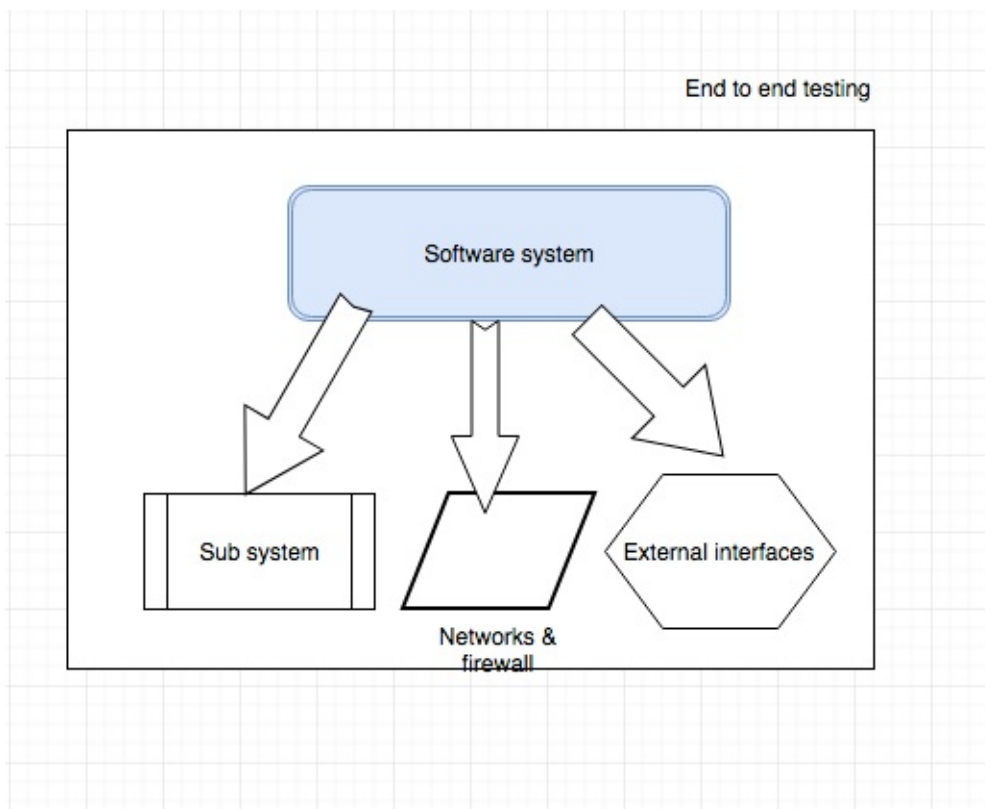 End to end testing
Software system
Sub system
External interfaces
Networks &
firewall